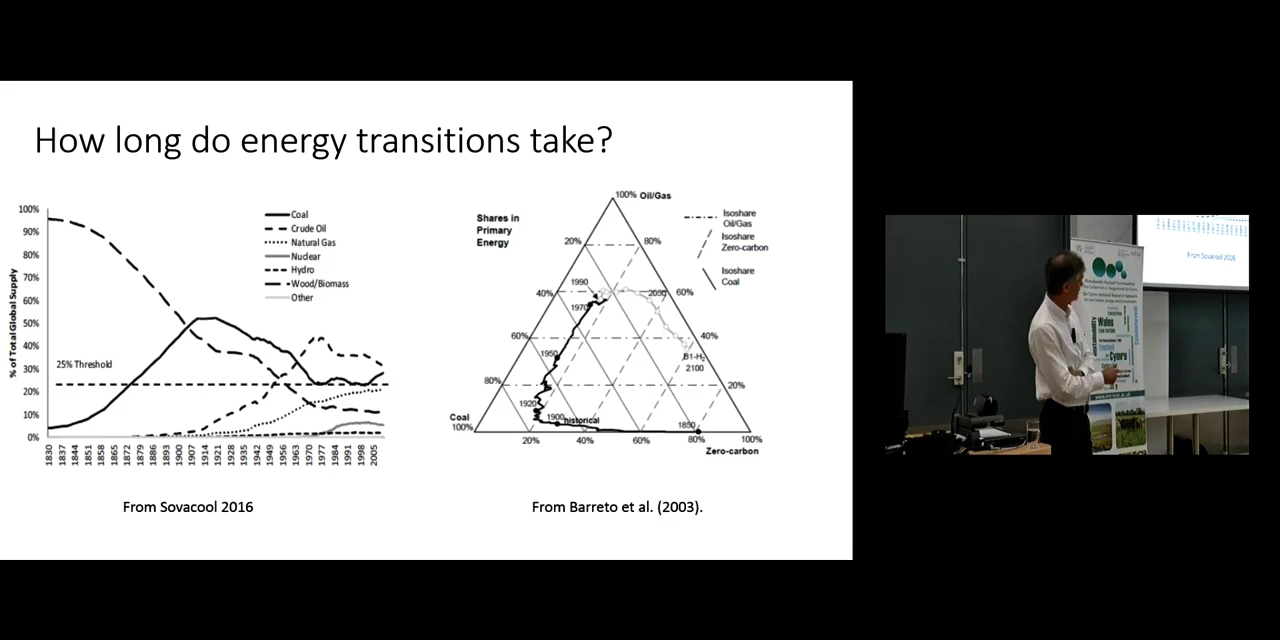 How long do energy transitions take?
% of Total Global Supply
100%
90%
80%
70%
60%
50%
40%
30%
20%
10%
0%
25% Threshold
Coal
Crude Oil
Natural Gas
Nuclear
Hydro
Wood/Biomass
Other
1830 1837 1844 1851 1858 1865 1872 1879 1886 1893 1900 1907 1914 1921 1928 1935 1942 1949 1956 1963 1970 1977 1984 1991 1998 2005
From Sovacool 2016
Shares in
Primary
Energy
100% Oil/Gas
Isoshare
Oil/Gas
Isoshare
Zero-carbon
Isoshare
Coal
20% 80%
1990
40% 2050 60%
1970
60% 40%
1950
B1-H2
2100
80% 20%
1920
Coal
100%
1900 historical 1850
20% 40% 60% 80% 100%
Zero-carbon
From Barreto et al. (2003).
From Sovacool 2016
Wales
Cymru